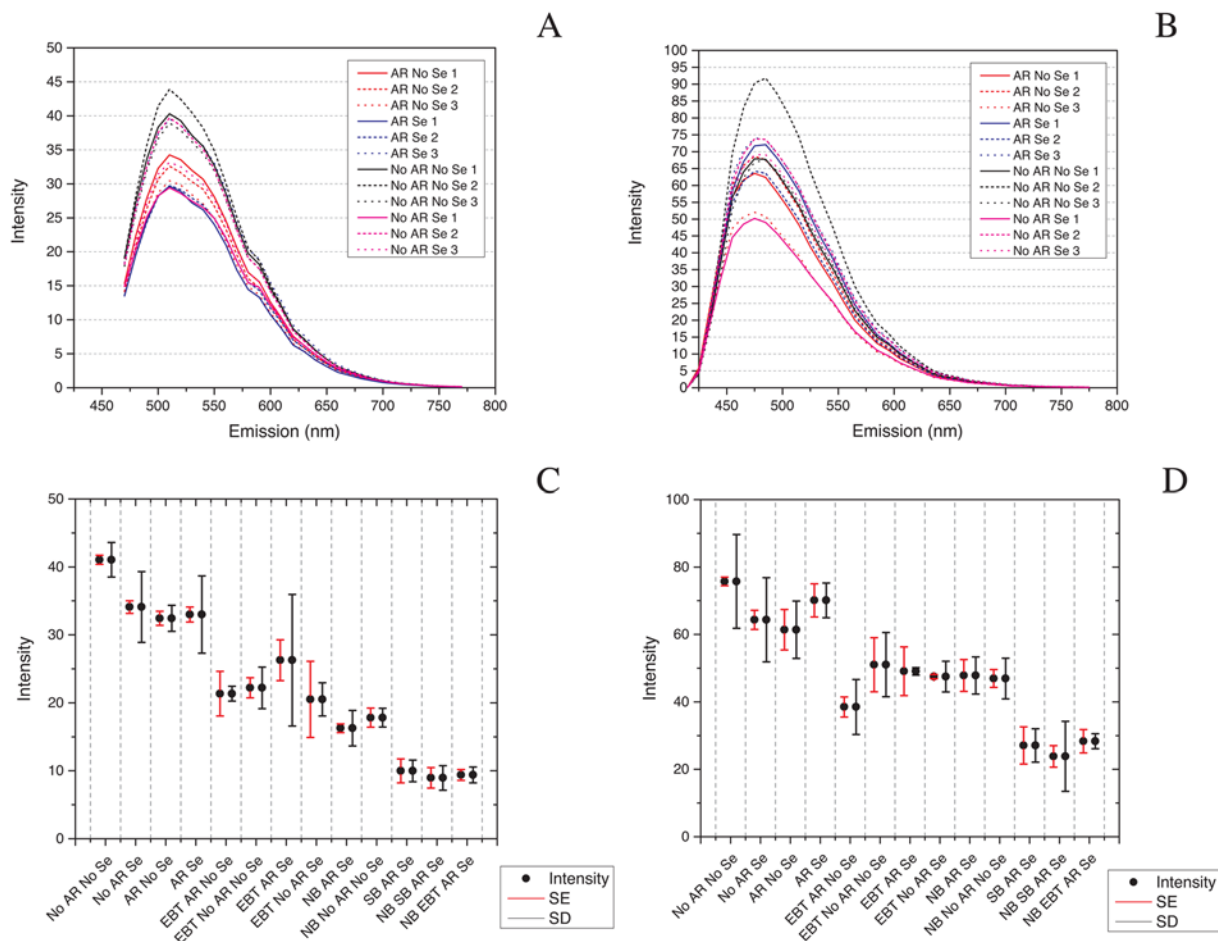 A
50
45
40
35
30
25
20
15
10
5
0
Intensity
450
500
550
600
650
700
750
800
Emission (nm)
AR No Se 1
AR No Se 2
AR No Se 3
AR Se 1
AR Se 2
AR Se 3
No AR No Se 1
No AR No Se 2
No AR No Se 3
No AR Se 1
No AR Se 2
No AR Se 3
B
100
95
90
85
80
75
70
65
60
55
50
45
40
35
30
25
20
15
10
5
0
Intensity
450
500
550
600
650
700
750
800
Emission (nm)
AR No Se 1
AR No Se 2
AR No Se 3
AR Se 1
AR Se 2
AR Se 3
No AR No Se 1
No AR No Se 2
No AR No Se 3
No AR Se 1
No AR Se 2
No AR Se 3
C
50
40
30
20
10
0
Intensity
No AR No Se
No AR Se
AR No Se
AR Se
EBT AR No Se
EBT No AR No Se
EBT AR Se
EBT No AR Se
NB AR Se
NB No AR No Se
SB AR Se
NB SB AR Se
NB EBT AR Se
Intensity
SE
SD
D
100
80
60
40
20
0
Intensity
No AR No Se
No AR Se
AR No Se
AR Se
EBT AR No Se
EBT No AR No Se
EBT AR Se
EBT No AR Se
NB AR Se
NB No AR No Se
SB AR Se
NB SB AR Se
NB EBT AR Se
Intensity
SE
SD